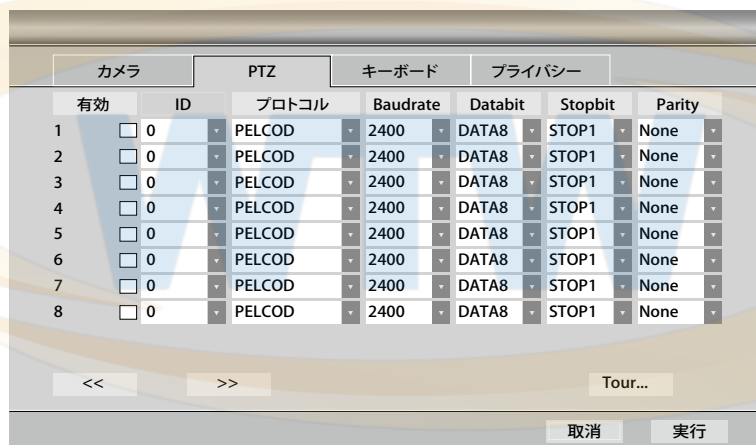 カメラ PTZ キーボード プライバシー
有効 ID プロトコル Baudrate Databit Stopbit Parity
1 0 PELCOD 2400 DATA8 STOP1 None
2 0 PELCOD 2400 DATA8 STOP1 None
3 0 PELCOD 2400 DATA8 STOP1 None
4 0 PELCOD 2400 DATA8 STOP1 None
5 0 PELCOD 2400 DATA8 STOP1 None
6 0 PELCOD 2400 DATA8 STOP1 None
7 0 PELCOD 2400 DATA8 STOP1 None
8 0 PELCOD 2400 DATA8 STOP1 None
<< >> Tour...
取消 実行
WTW